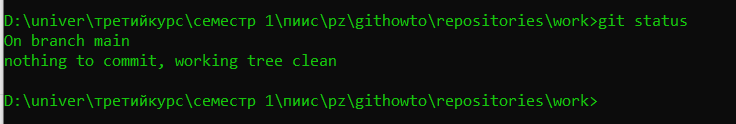 D:\univer\третийкурс\семестр 1\пиис\pz\githowto\repositories\work>git status
On branch main
nothing to commit, working tree clean
D:\univer\третийкурс\семестр 1\пиис\pz\githowto\repositories\work>